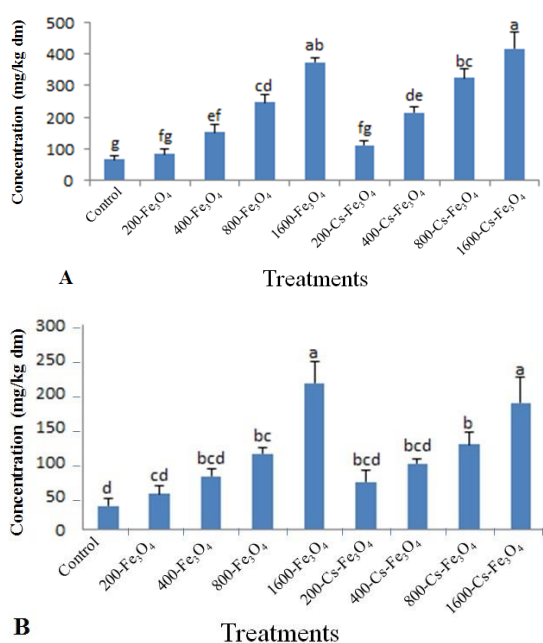 Concentration (mg/kg dm)
500
400
300
200
100
0
g
fg
ef
cd
ab
fg
de
bc
a
Control
200-Fe₃O₄
400-Fe₃O₄
800-Fe₃O₄
1600-Fe₃O₄
200-Cs-Fe₃O₄
400-Cs-Fe₃O₄
800-Cs-Fe₃O₄
1600-Cs-Fe₃O₄
A
Treatments
Concentration (mg/kg dm)
300
250
200
150
100
50
0
d
cd
bcd
bc
a
bcd
bcd
b
a
Control
200-Fe₃O₄
400-Fe₃O₄
800-Fe₃O₄
1600-Fe₃O₄
200-Cs-Fe₃O₄
400-Cs-Fe₃O₄
800-Cs-Fe₃O₄
1600-Cs-Fe₃O₄
B
Treatments